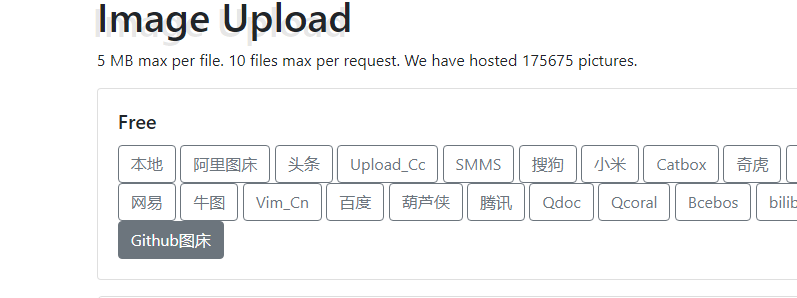 Image Upload
5 MB max per file. 10 files max per request. We have hosted 175675 pictures.
Free
本地 阿里图床 头条 Upload_Cc SMMS 搜狗 小米 Catbox 奇虎
网易 牛图 Vim_Cn 百度 葫芦侠 腾讯 Qdoc Qcoral Bcebos bilib
Github图床